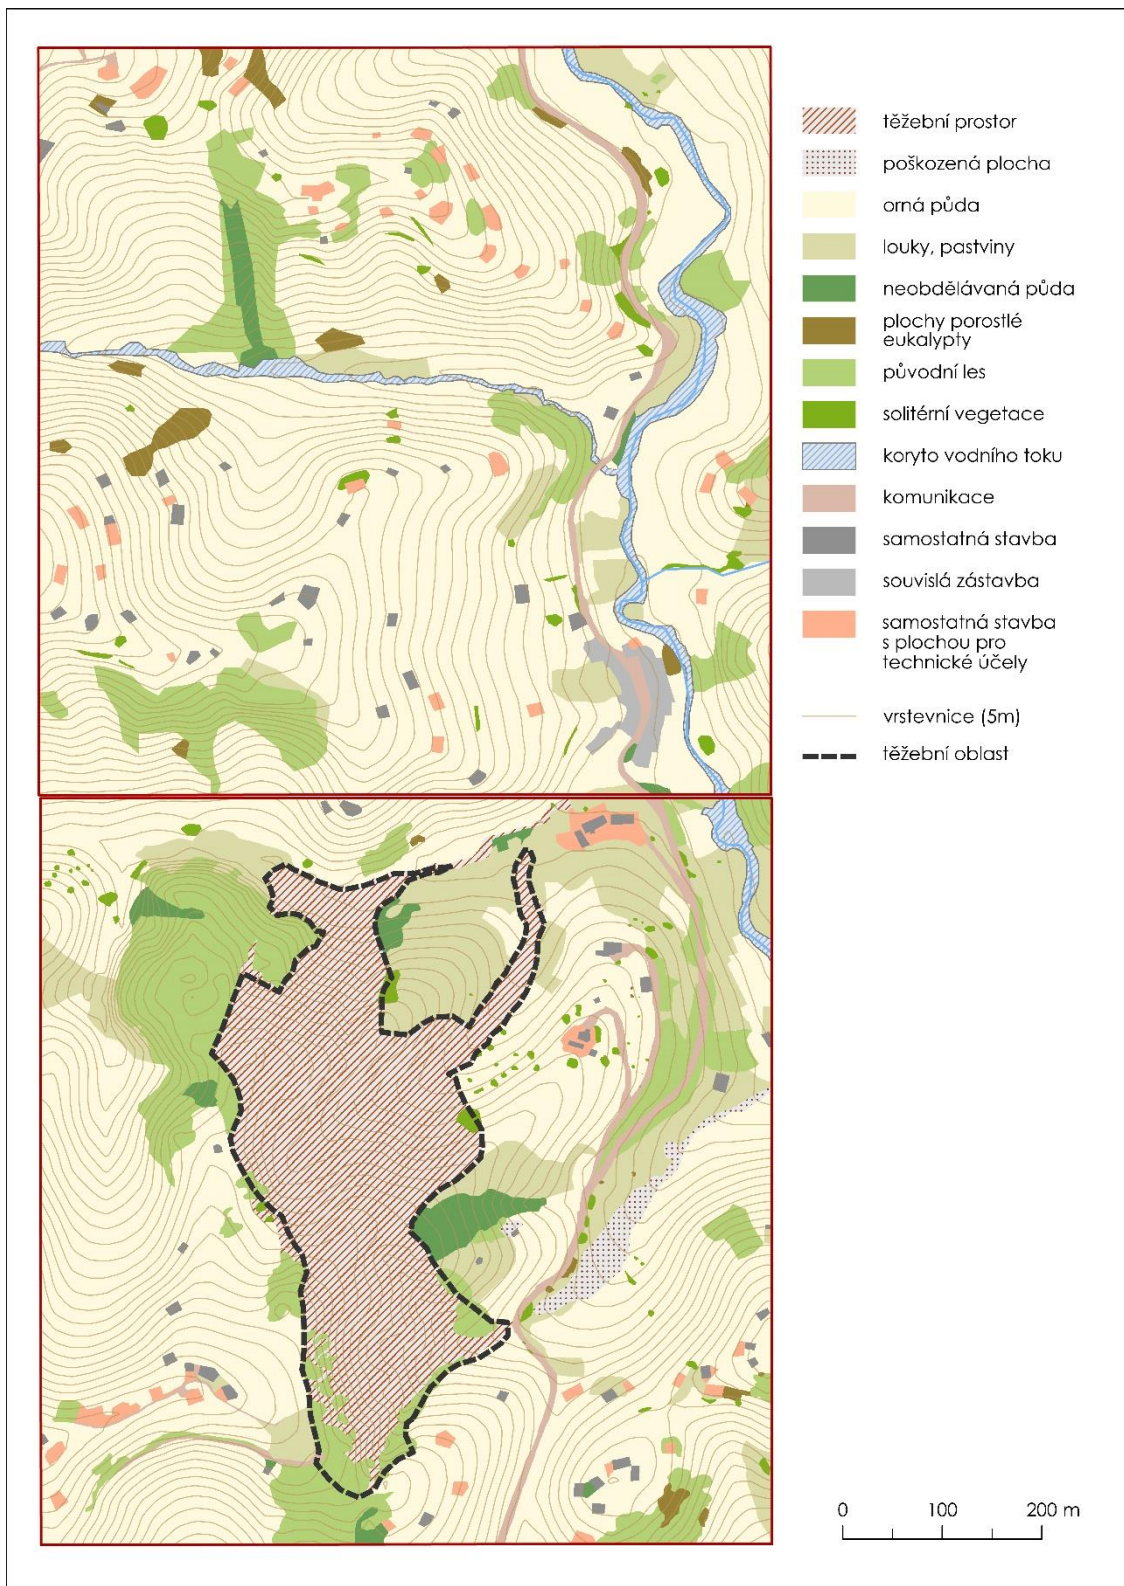 těžební prostor
poškozená plocha
orná půda
louky, pastviny
neobdělávaná půda
plochy porostlé
eukalypty
původní les
solitérní vegetace
koryto vodního toku
komunikace
samostatná stavba
souvislá zástavba
samostatná stavba
s plochou pro
technické účely
vrstevnice (5m)
těžební oblast
0 100 200 m